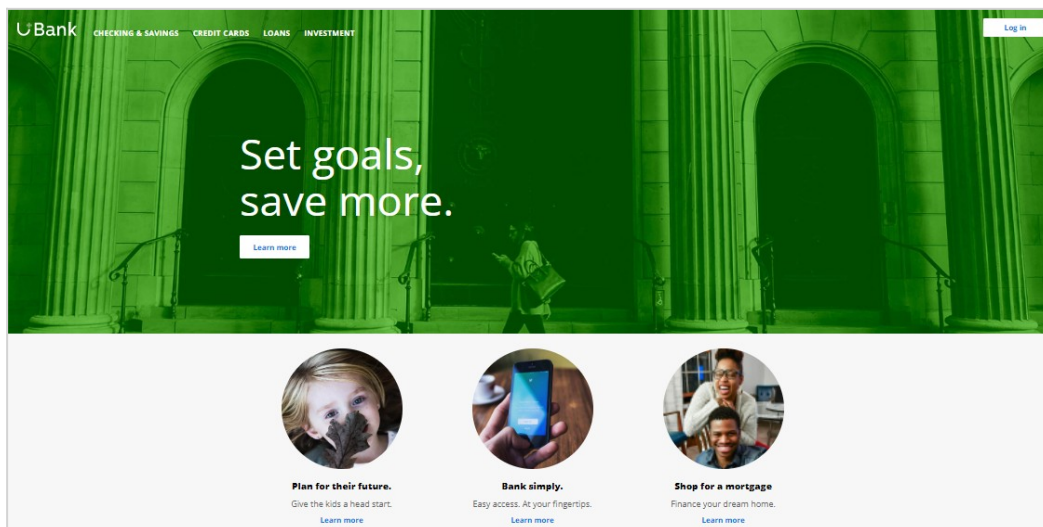 UBank
CHECKING & SAVINGS CREDIT CARDS LOANS INVESTMENT
Log in
Set goals,
save more.
Learn more
Plan for their future.
Give the kids a head start.
Learn more
Bank simply.
Easy access. At your fingertips.
Learn more
Shop for a mortgage
Finance your dream home.
Learn more